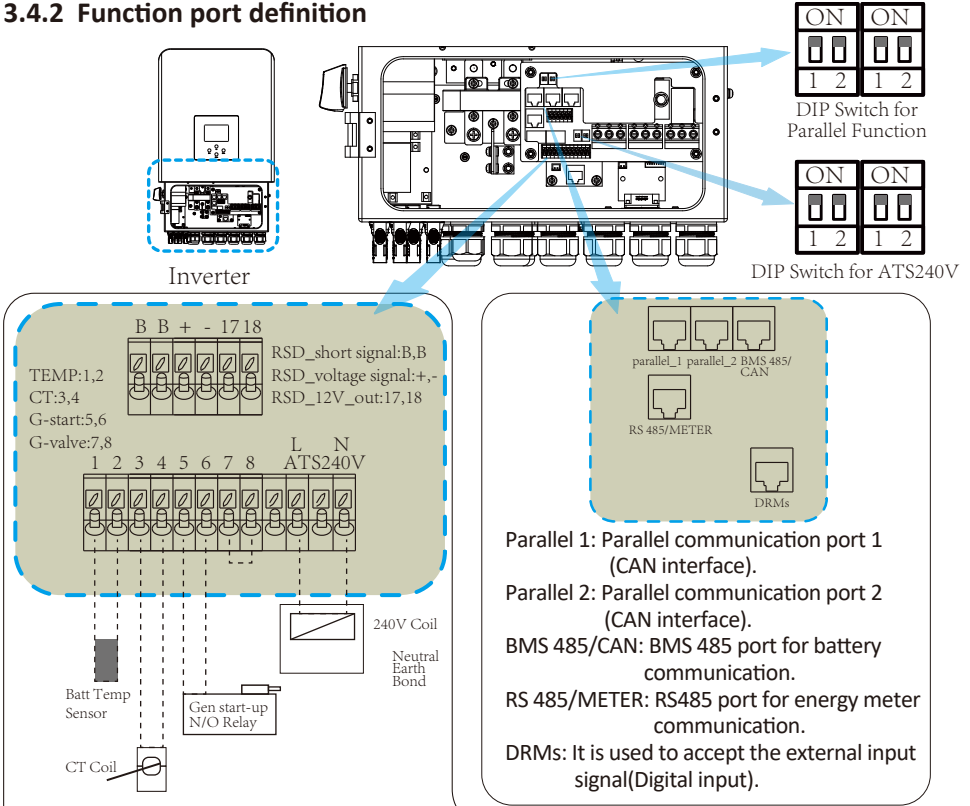 3.4.2 Function port definition
ON ON
1 2 1 2
DIP Switch for
Parallel Function
ON ON
1 2 1 2
DIP Switch for ATS240V
Inverter
B B + - 17 18
RSD_short signal:B,B
RSD_voltage signal:+,-
RSD_12V_out:17,18
TEMP:1,2
CT:3,4
G-start:5,6
G-valve:7,8
L N
1 2 3 4 5 6 7 8 ATS240V
240V Coil
Neutral
Earth
Bond
Batt Temp
Sensor
Gen start-up
N/O Relay
CT Coil
parallel_1 parallel_2 BMS 485/
CAN
RS 485/METER
DRMs
Parallel 1: Parallel communication port 1
(CAN interface).
Parallel 2: Parallel communication port 2
(CAN interface).
BMS 485/CAN: BMS 485 port for battery
communication.
RS 485/METER: RS485 port for energy meter
communication.
DRMs: It is used to accept the external input
signal(Digital input).